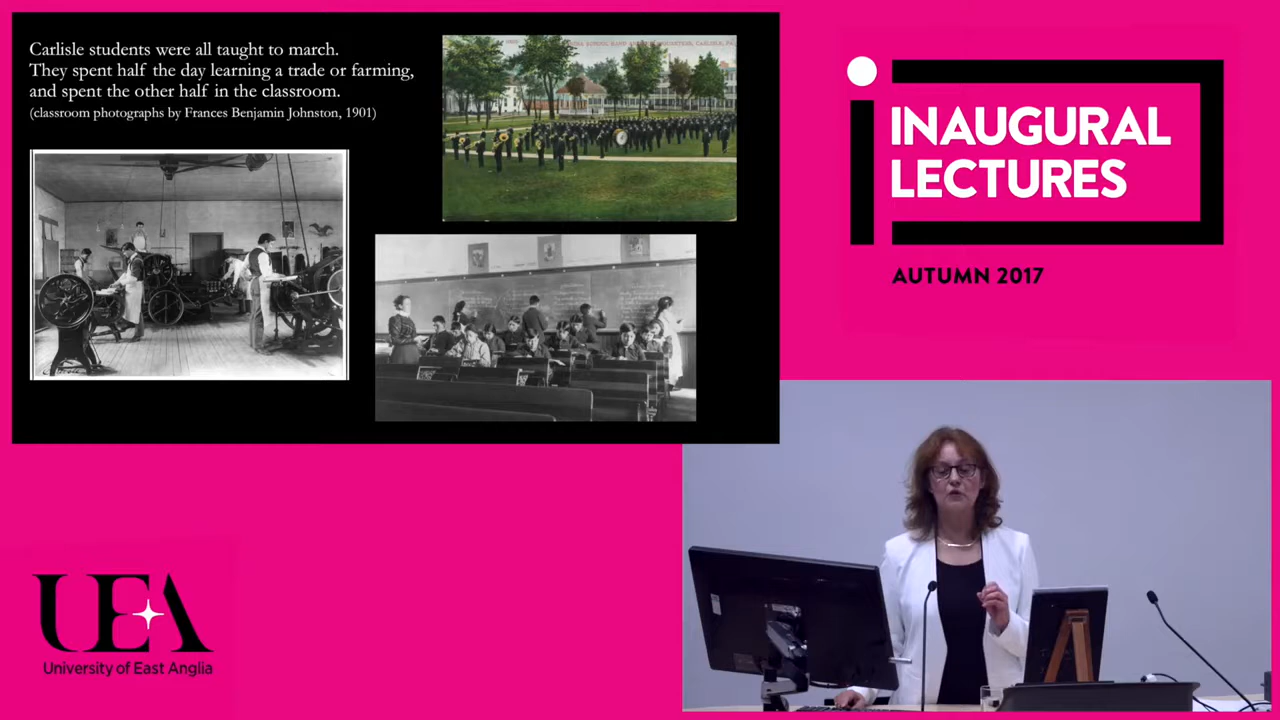 Carlisle students were all taught to march.
They spent half the day learning a trade or farming,
and spent the other half in the classroom.
(classroom photographs by Frances Benjamin Johnston, 1901)
INAUGURAL
LECTURES
AUTUMN 2017
UEA
University of East Anglia